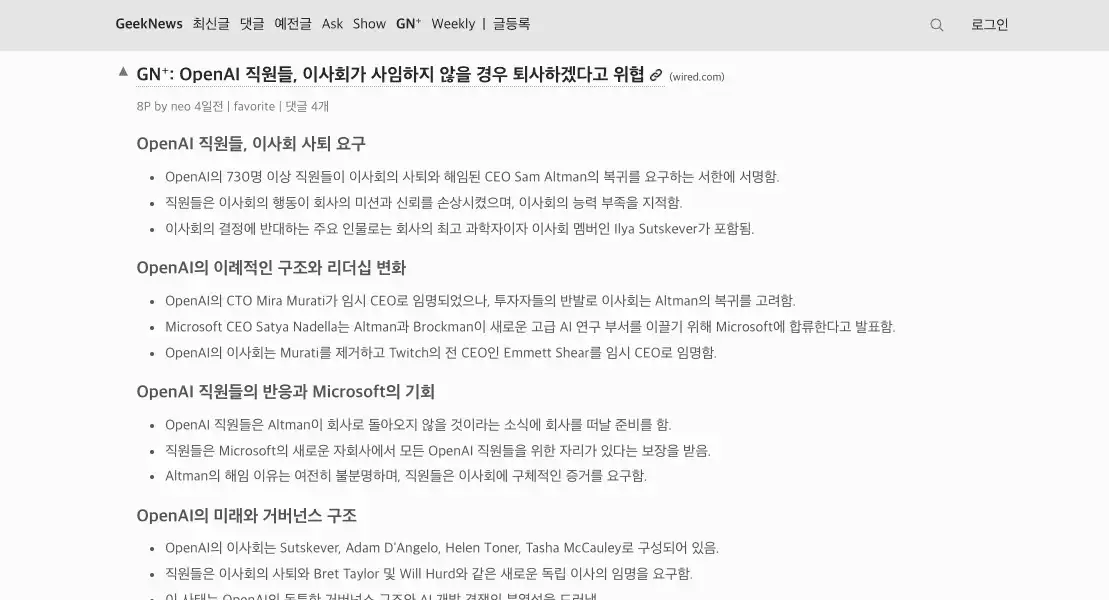 GeekNews 최신글 댓글 예전글 Ask Show GN⁺ Weekly | 글등록 로그인
▲ GN⁺: OpenAI 직원들, 이사회가 사임하지 않을 경우 퇴사하겠다고 위협 (wired.com)
8P by neo 4일전 | favorite | 댓글 4개
OpenAI 직원들, 이사회 사퇴 요구
• OpenAI의 730명 이상 직원들이 이사회의 사퇴와 해임된 CEO Sam Altman의 복귀를 요구하는 서한에 서명함.
• 직원들은 이사회의 행동이 회사의 미션과 신뢰를 손상시켰으며, 이사회의 능력 부족을 지적함.
• 이사회의 결정에 반대하는 주요 인물로는 회사의 최고 과학자이자 이사회 멤버인 Ilya Sutskever가 포함됨.
OpenAI의 이례적인 구조와 리더십 변화
• OpenAI의 CTO Mira Murati가 임시 CEO로 임명되었으나, 투자자들의 반발로 이사회는 Altman의 복귀를 고려함.
• Microsoft CEO Satya Nadella는 Altman과 Brockman이 새로운 고급 AI 연구 부서를 이끌기 위해 Microsoft에 합류한다고 발표함.
• OpenAI의 이사회는 Murati를 제거하고 Twitch의 전 CEO인 Emmett Shear를 임시 CEO로 임명함.
OpenAI 직원들의 반응과 Microsoft의 기회
• OpenAI 직원들은 Altman이 회사로 돌아오지 않을 것이라는 소식에 회사를 떠날 준비를 함.
• 직원들은 Microsoft의 새로운 자회사에서 모든 OpenAI 직원들을 위한 자리가 있다는 보장을 받음.
• Altman의 해임 이유는 여전히 불분명하며, 직원들은 이사회에 구체적인 증거를 요구함.
OpenAI의 미래와 거버넌스 구조
• OpenAI의 이사회는 Sutskever, Adam D'Angelo, Helen Toner, Tasha McCauley로 구성되어 있음.
• 직원들은 이사회의 사퇴와 Bret Taylor 및 Will Hurd와 같은 새로운 독립 이사의 임명을 요구함.
• 이 사태는 OpenAI의 독특한 거버넌스 구조와 AI 개발 경쟁의